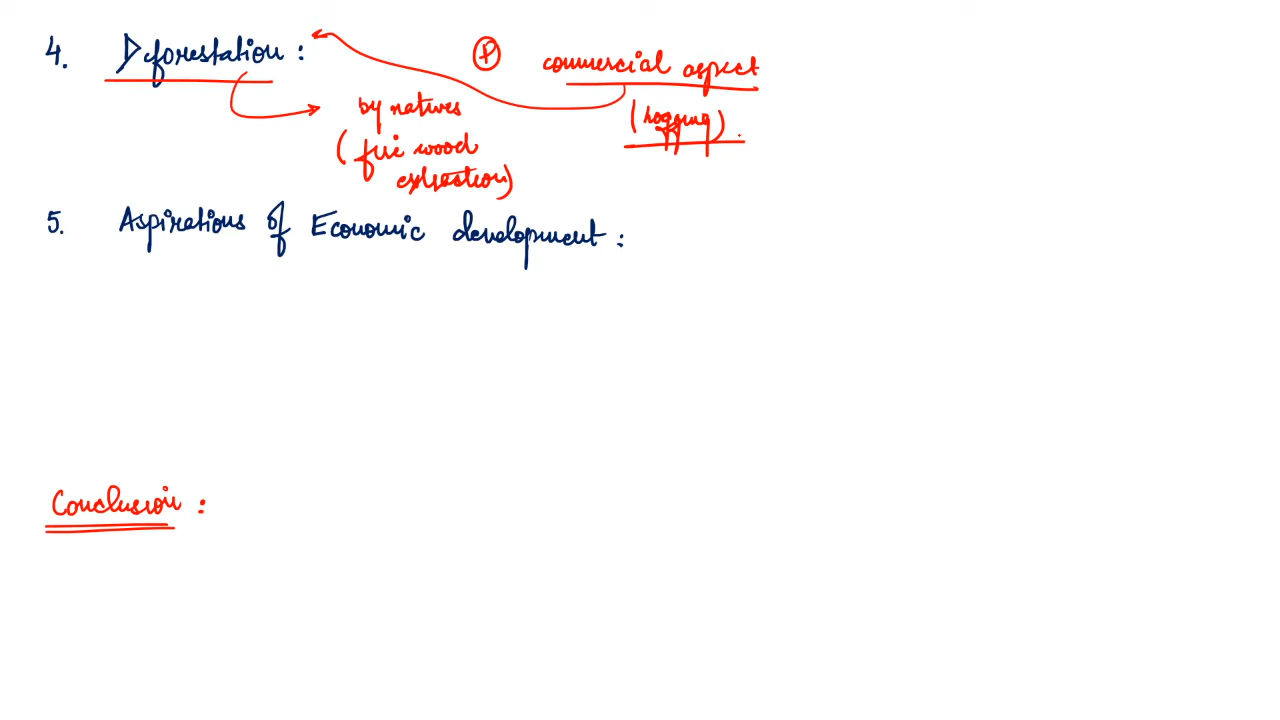 4. Deforestation :
⊕ commercial aspect
(logging).
by natives
(fire wood
extraction)
5. Aspirations of Economic development :
Conclusion :